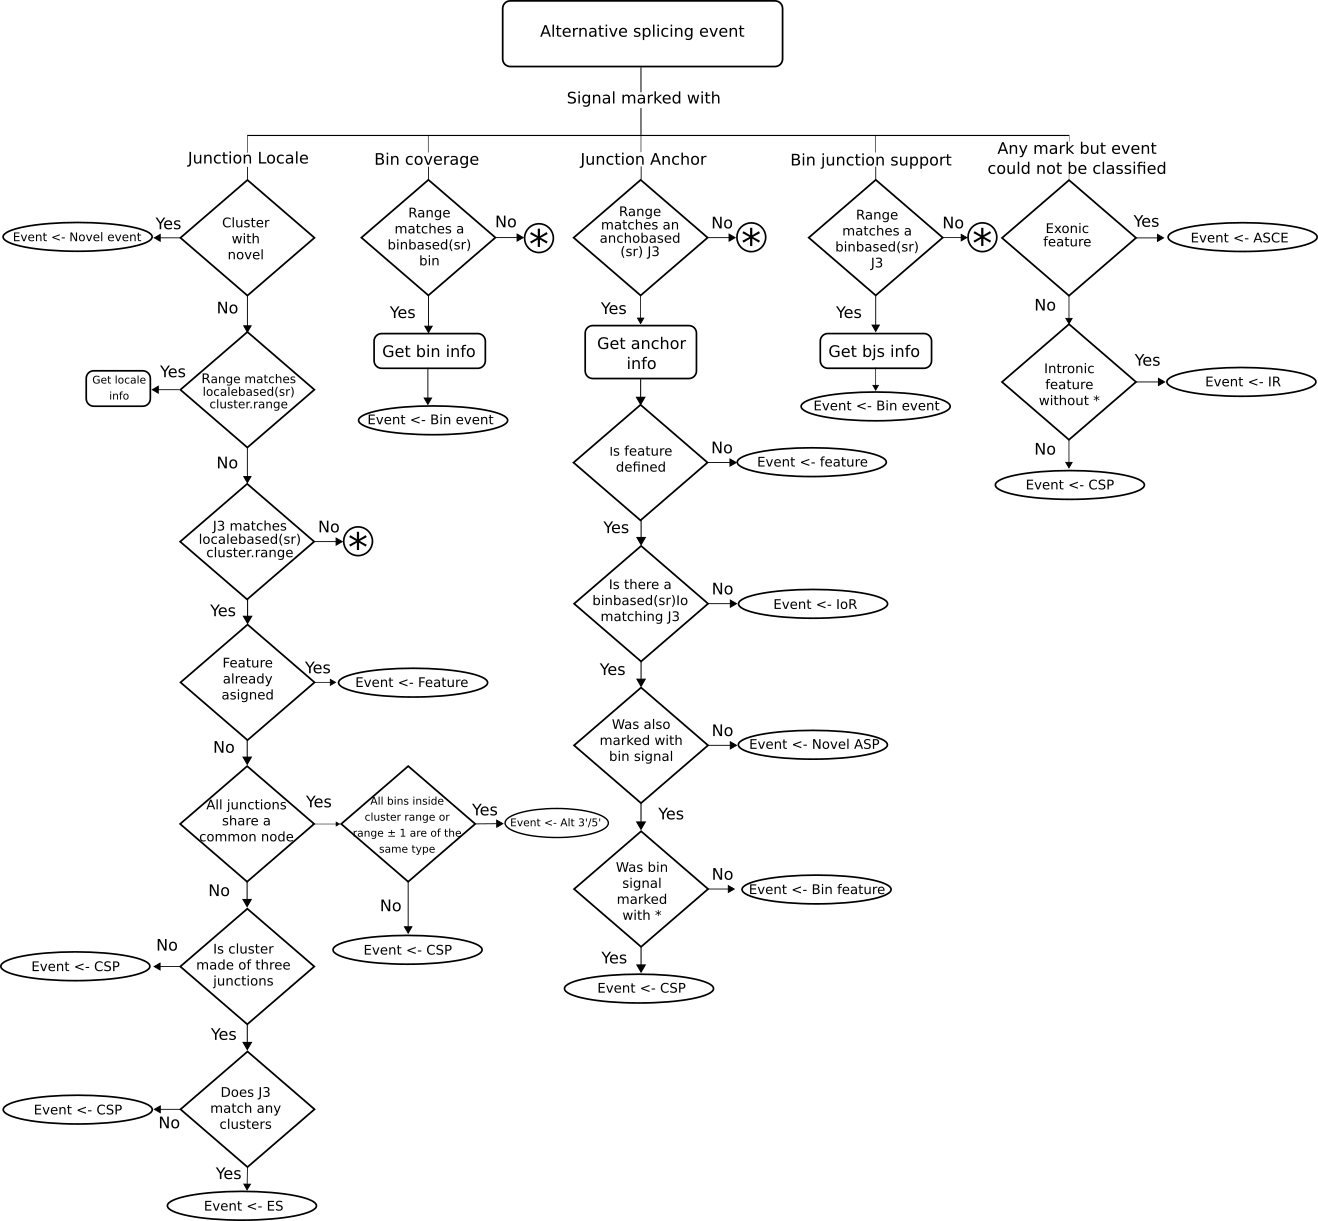 Alternative splicing event
Signal marked with
Junction Locale
Bin coverage
Junction Anchor
Bin junction support
Any mark but event
could not be classified
Cluster
with
novel
Yes
Event <- Novel event
No
Range matches
localebased(sr)
cluster.range
Yes
Get locale
info
No
J3 matches
localebased(sr)
cluster.range
No
*
Yes
Feature
already
asigned
Yes
Event <- Feature
No
All junctions
share a
common node
Yes
All bins inside
cluster range or
range ± 1 are of the
same type
Yes
Event <- Alt 3'/5'
No
Event <- CSP
No
Is cluster
made of three
junctions
No
Event <- CSP
Yes
Does J3
match any
clusters
No
Event <- CSP
Yes
Event <- ES
Range
matches a
binbased(sr)
bin
No
*
Yes
Get bin info
Event <- Bin event
Range
matches an
anchobased
(sr) J3
No
*
Yes
Get anchor
info
Is feature
defined
No
Event <- feature
Yes
Is there a
binbased(sr)Io
matching J3
No
Event <- IoR
Yes
Was also
marked with
bin signal
No
Event <- Novel ASP
Yes
Was bin
signal
marked
with *
No
Event <- Bin feature
Yes
Event <- CSP
Range
matches a
binbased(sr)
J3
No
*
Yes
Get bjs info
Event <- Bin event
Exonic
feature
Yes
Event <- ASCE
No
Intronic
feature
without *
Yes
Event <- IR
No
Event <- CSP